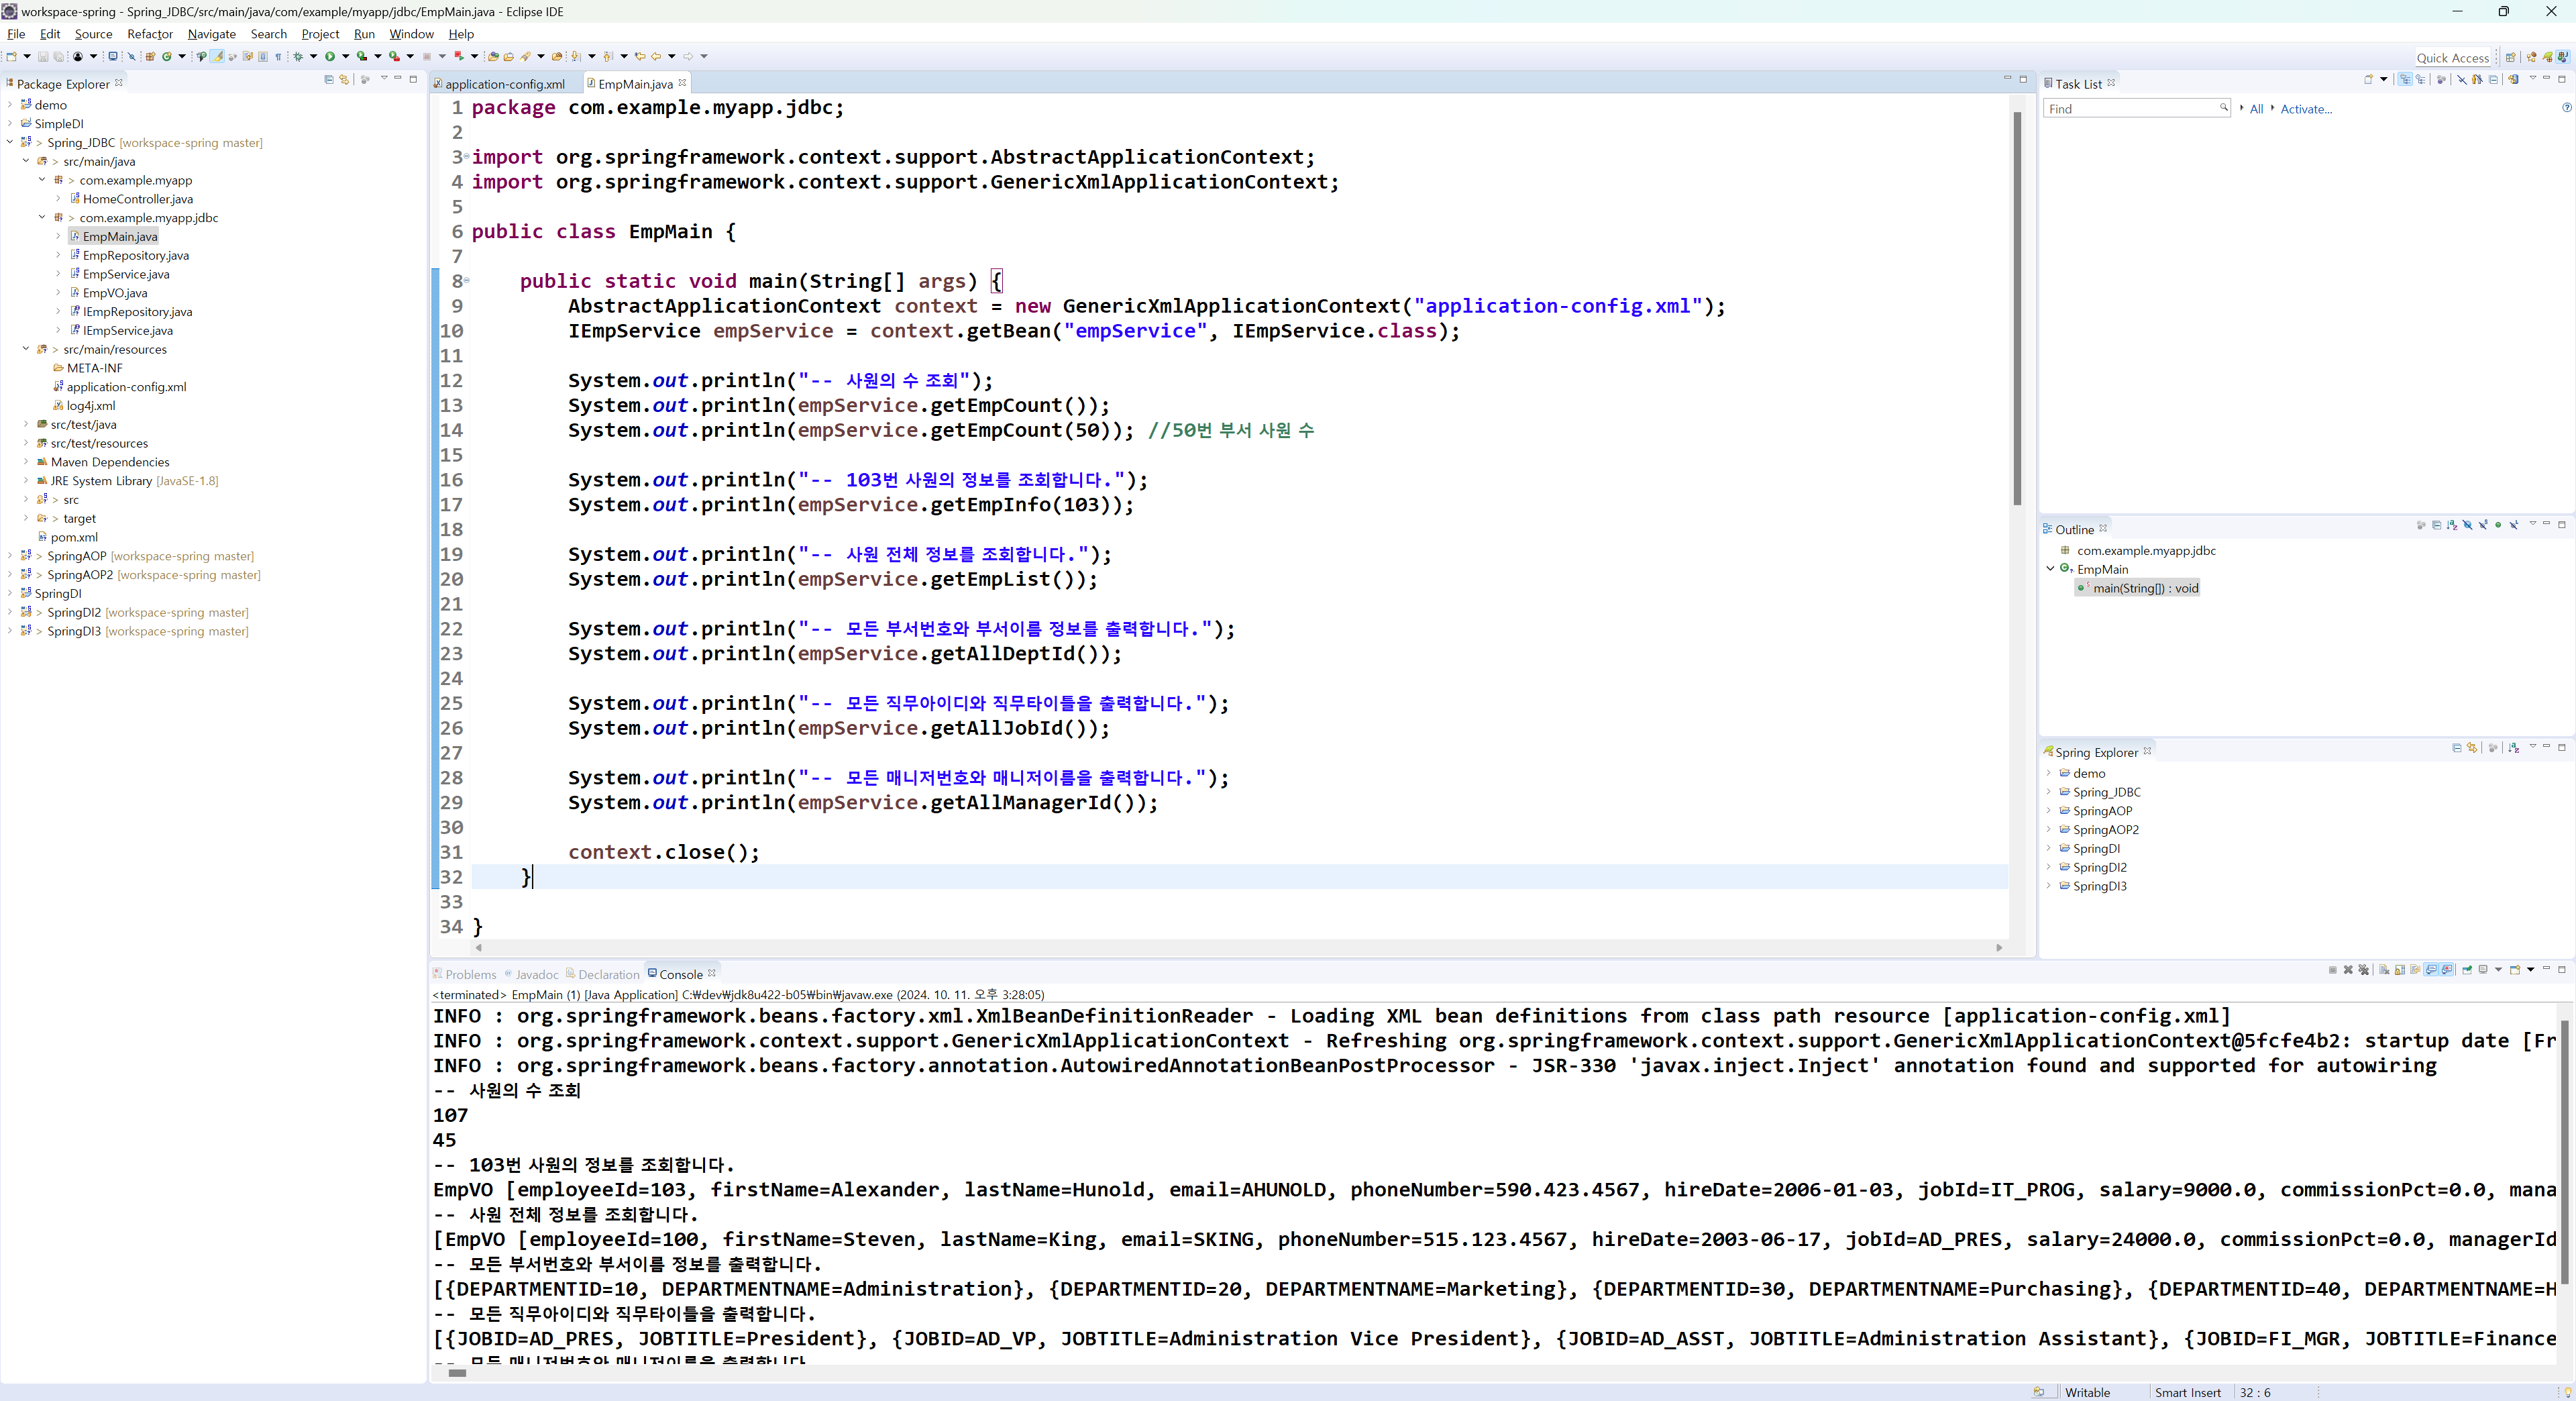 workspace-spring - Spring_JDBC/src/main/java/com/example/myapp/jdbc/EmpMain.java - Eclipse IDE
File Edit Source Refactor Navigate Search Project Run Window Help
Quick Access
Package Explorer
demo
SimpleDI
> Spring_JDBC [workspace-spring master]
> src/main/java
> com.example.myapp
HomeController.java
> com.example.myapp.jdbc
EmpMain.java
EmpRepository.java
EmpService.java
EmpVO.java
IEmpRepository.java
IEmpService.java
> src/main/resources
META-INF
application-config.xml
log4j.xml
src/test/java
src/test/resources
Maven Dependencies
JRE System Library [JavaSE-1.8]
> src
> target
pom.xml
> SpringAOP [workspace-spring master]
> SpringAOP2 [workspace-spring master]
SpringDI
> SpringDI2 [workspace-spring master]
> SpringDI3 [workspace-spring master]
application-config.xml EmpMain.java
1 package com.example.myapp.jdbc;
2
3 import org.springframework.context.support.AbstractApplicationContext;
4 import org.springframework.context.support.GenericXmlApplicationContext;
5
6 public class EmpMain {
7
8 public static void main(String[] args) {
9 AbstractApplicationContext context = new GenericXmlApplicationContext("application-config.xml");
10 IEmpService empService = context.getBean("empService", IEmpService.class);
11
12 System.out.println("-- 사원의 수 조회");
13 System.out.println(empService.getEmpCount());
14 System.out.println(empService.getEmpCount(50)); //50번 부서 사원 수
15
16 System.out.println("-- 103번 사원의 정보를 조회합니다.");
17 System.out.println(empService.getEmpInfo(103));
18
19 System.out.println("-- 사원 전체 정보를 조회합니다.");
20 System.out.println(empService.getEmpList());
21
22 System.out.println("-- 모든 부서번호와 부서이름 정보를 출력합니다.");
23 System.out.println(empService.getAllDeptId());
24
25 System.out.println("-- 모든 직무아이디와 직무타이틀을 출력합니다.");
26 System.out.println(empService.getAllJobId());
27
28 System.out.println("-- 모든 매니저번호와 매니저이름을 출력합니다.");
29 System.out.println(empService.getAllManagerId());
30
31 context.close();
32 }
33
34 }
Task List
Find All Activate...
Outline
com.example.myapp.jdbc
EmpMain
main(String[]) : void
Spring Explorer
demo
Spring_JDBC
SpringAOP
SpringAOP2
SpringDI
SpringDI2
SpringDI3
Problems Javadoc Declaration Console
<terminated> EmpMain (1) [Java Application] C:₩dev₩jdk8u422-b05₩bin₩javaw.exe (2024. 10. 11. 오후 3:28:05)
INFO : org.springframework.beans.factory.xml.XmlBeanDefinitionReader - Loading XML bean definitions from class path resource [application-config.xml]
INFO : org.springframework.context.support.GenericXmlApplicationContext - Refreshing org.springframework.context.support.GenericXmlApplicationContext@5fcfe4b2: startup date [Fr
INFO : org.springframework.beans.factory.annotation.AutowiredAnnotationBeanPostProcessor - JSR-330 'javax.inject.Inject' annotation found and supported for autowiring
-- 사원의 수 조회
107
45
-- 103번 사원의 정보를 조회합니다.
EmpVO [employeeId=103, firstName=Alexander, lastName=Hunold, email=AHUNOLD, phoneNumber=590.423.4567, hireDate=2006-01-03, jobId=IT_PROG, salary=9000.0, commissionPct=0.0, mana
-- 사원 전체 정보를 조회합니다.
[EmpVO [employeeId=100, firstName=Steven, lastName=King, email=SKING, phoneNumber=515.123.4567, hireDate=2003-06-17, jobId=AD_PRES, salary=24000.0, commissionPct=0.0, managerId
-- 모든 부서번호와 부서이름 정보를 출력합니다.
[{DEPARTMENTID=10, DEPARTMENTNAME=Administration}, {DEPARTMENTID=20, DEPARTMENTNAME=Marketing}, {DEPARTMENTID=30, DEPARTMENTNAME=Purchasing}, {DEPARTMENTID=40, DEPARTMENTNAME=H
-- 모든 직무아이디와 직무타이틀을 출력합니다.
[{JOBID=AD_PRES, JOBTITLE=President}, {JOBID=AD_VP, JOBTITLE=Administration Vice President}, {JOBID=AD_ASST, JOBTITLE=Administration Assistant}, {JOBID=FI_MGR, JOBTITLE=Finance
-- 모든 매니저번호와 매니저이름을 출력합니다.
Writable Smart Insert 32 : 6